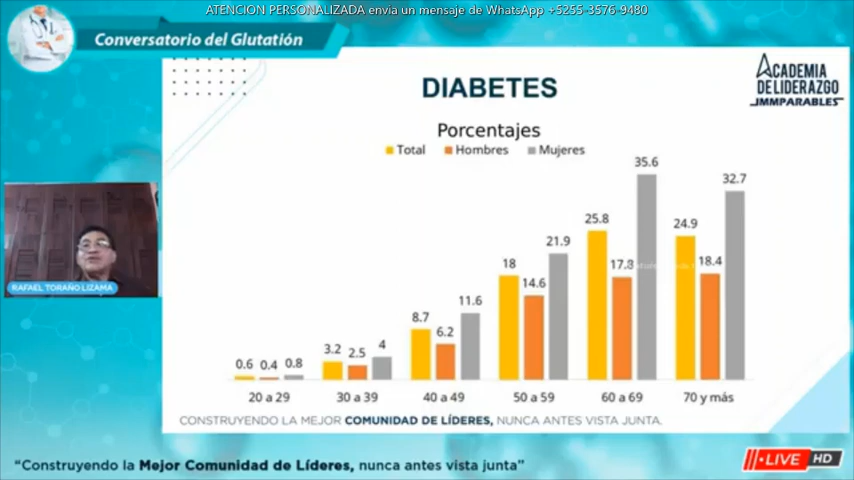 ATENCION PERSONALIZADA envia un mensaje de WhatsApp +5255-3576-9480
Conversatorio del Glutatión
ACADEMIA
DE LIDERAZGO
IMMPARABLES
DIABETES
Porcentajes
Total Hombres Mujeres
0.6 0.4 0.8
3.2 2.5 4
8.7 6.2 11.6
18 14.6 21.9
25.8 17.3 35.6
24.9 18.4 32.7
20 a 29 30 a 39 40 a 49 50 a 59 60 a 69 70 y más
RAFAEL TORAÑO LIZAMA
CONSTRUYENDO LA MEJOR COMUNIDAD DE LÍDERES, NUNCA ANTES VISTA JUNTA.
“Construyendo la Mejor Comunidad de Líderes, nunca antes vista junta”
LIVE HD